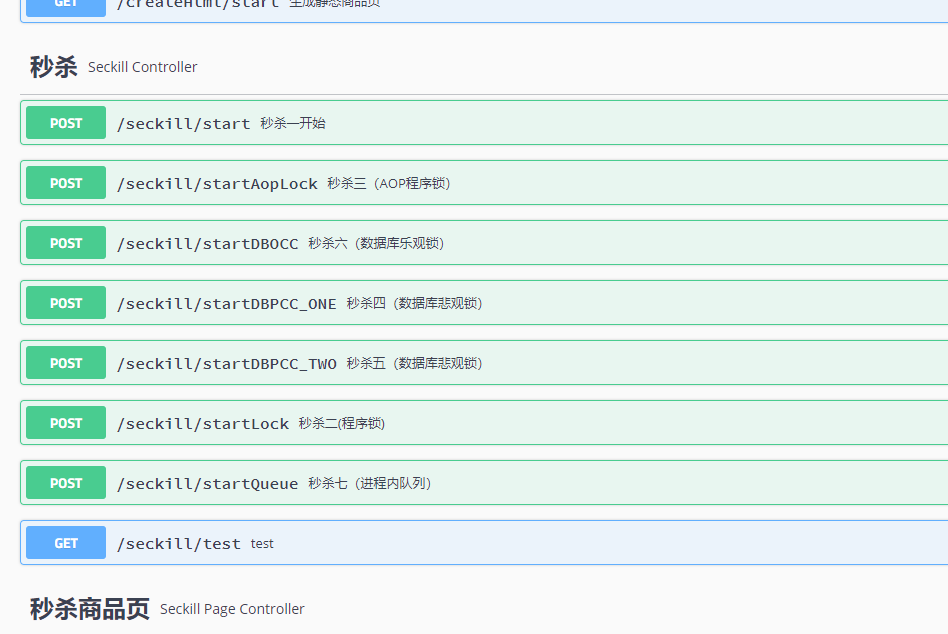 GET /createHtml/start 生成静态商品页
秒杀 Seckill Controller
POST /seckill/start 秒杀一开始
POST /seckill/startAopLock 秒杀三（AOP程序锁）
POST /seckill/startDBOCC 秒杀六（数据库乐观锁）
POST /seckill/startDBPCC_ONE 秒杀四（数据库悲观锁）
POST /seckill/startDBPCC_TWO 秒杀五（数据库悲观锁）
POST /seckill/startLock 秒杀二(程序锁)
POST /seckill/startQueue 秒杀七（进程内队列）
GET /seckill/test test
秒杀商品页 Seckill Page Controller